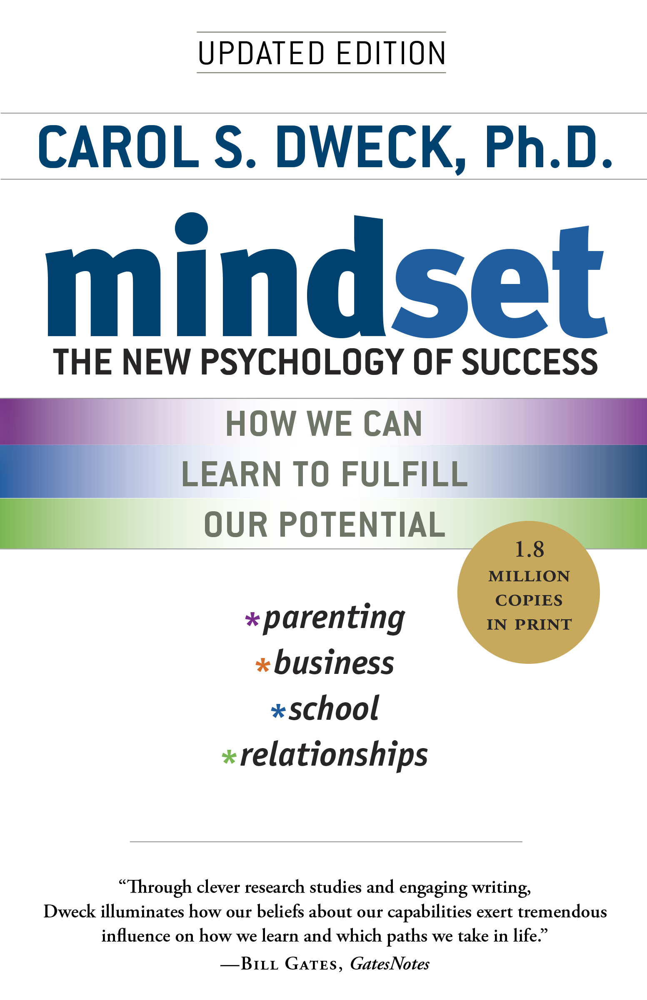 UPDATED EDITION
CAROL S. DWECK, Ph.D.
mindset
THE NEW PSYCHOLOGY OF SUCCESS
HOW WE CAN
LEARN TO FULFILL
OUR POTENTIAL
1.8
MILLION
COPIES
IN PRINT
*parenting
*business
*school
*relationships
“Through clever research studies and engaging writing,
Dweck illuminates how our beliefs about our capabilities exert tremendous
influence on how we learn and which paths we take in life.”
—BILL GATES, GatesNotes